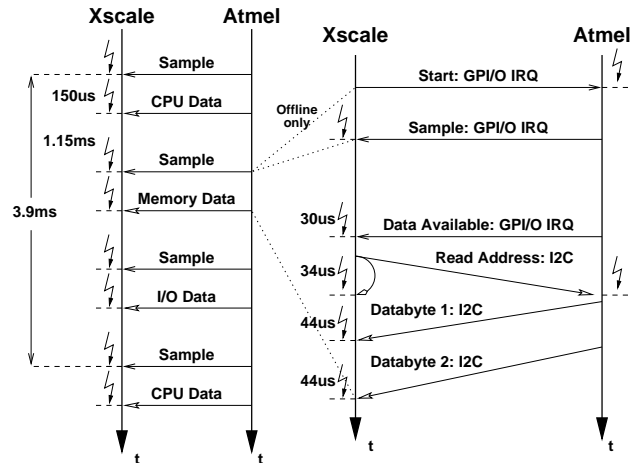 Xscale
Atmel
Sample
150us
CPU Data
1.15ms
Sample
Memory Data
3.9ms
Sample
I/O Data
Sample
CPU Data
t
t
Offline
only
Xscale
Atmel
Start: GPI/O IRQ
Sample: GPI/O IRQ
30us
Data Available: GPI/O IRQ
Read Address: I2C
34us
Databyte 1: I2C
44us
Databyte 2: I2C
44us
t
t